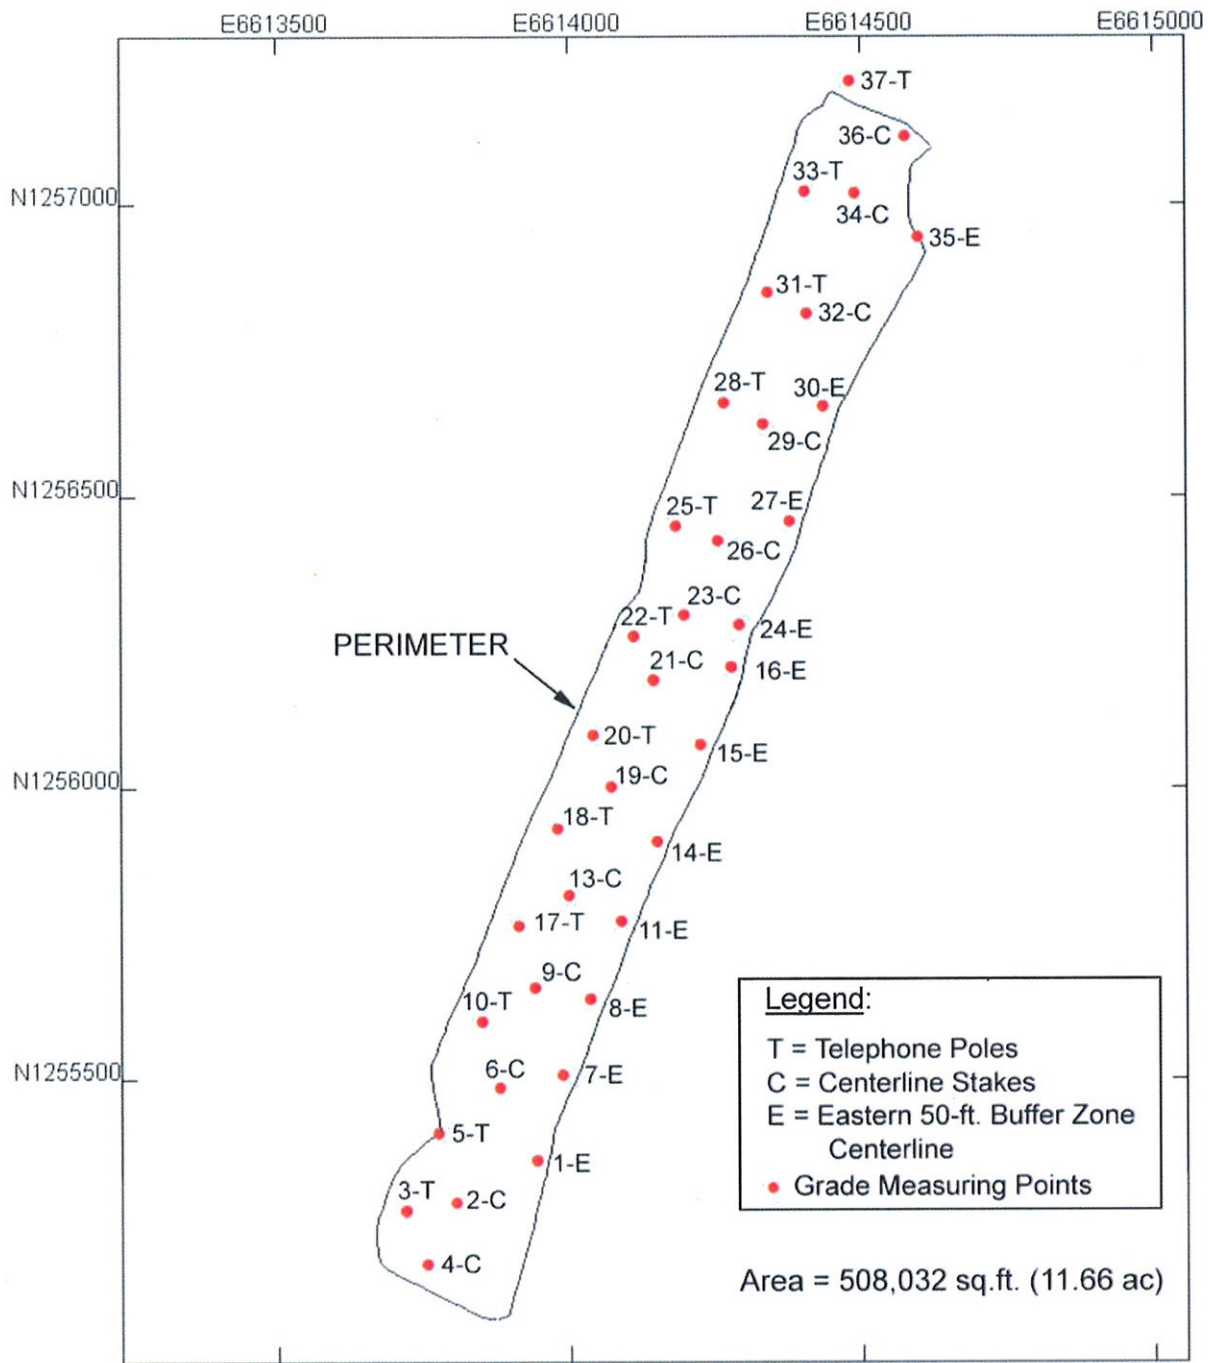 E6613500 E6614000 E6614500 E6615000
37-T
36-C
33-T
N1257000
34-C
35-E
31-T
32-C
28-T 30-E
29-C
N1256500
25-T 27-E
26-C
23-C
22-T 24-E
PERIMETER
21-C 16-E
20-T
15-E
19-C
N1256000
18-T
14-E
13-C
17-T 11-E
9-C
10-T 8-E
N1255500
6-C 7-E
5-T
1-E
3-T 2-C
4-C
Legend:
T = Telephone Poles
C = Centerline Stakes
E = Eastern 50-ft. Buffer Zone
Centerline
Grade Measuring Points
Area = 508,032 sq.ft. (11.66 ac)